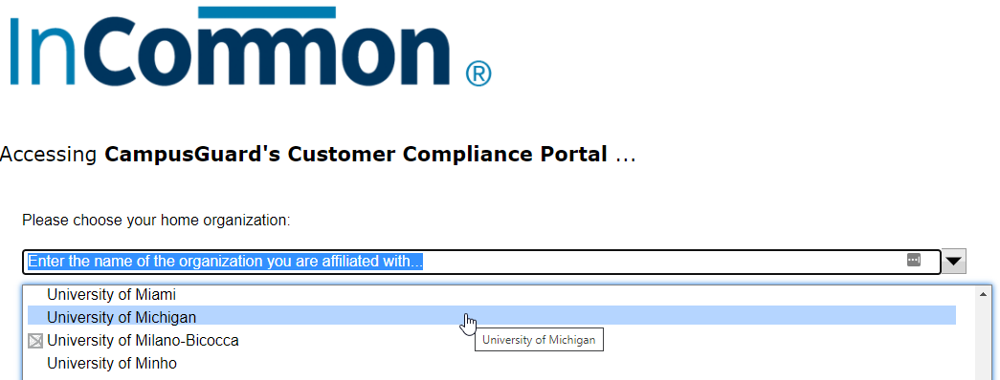 InCommon ®
Accessing CampusGuard's Customer Compliance Portal ...
Please choose your home organization:
Enter the name of the organization you are affiliated with...
University of Miami
University of Michigan
University of Michigan
University of Milano-Bicocca
University of Minho